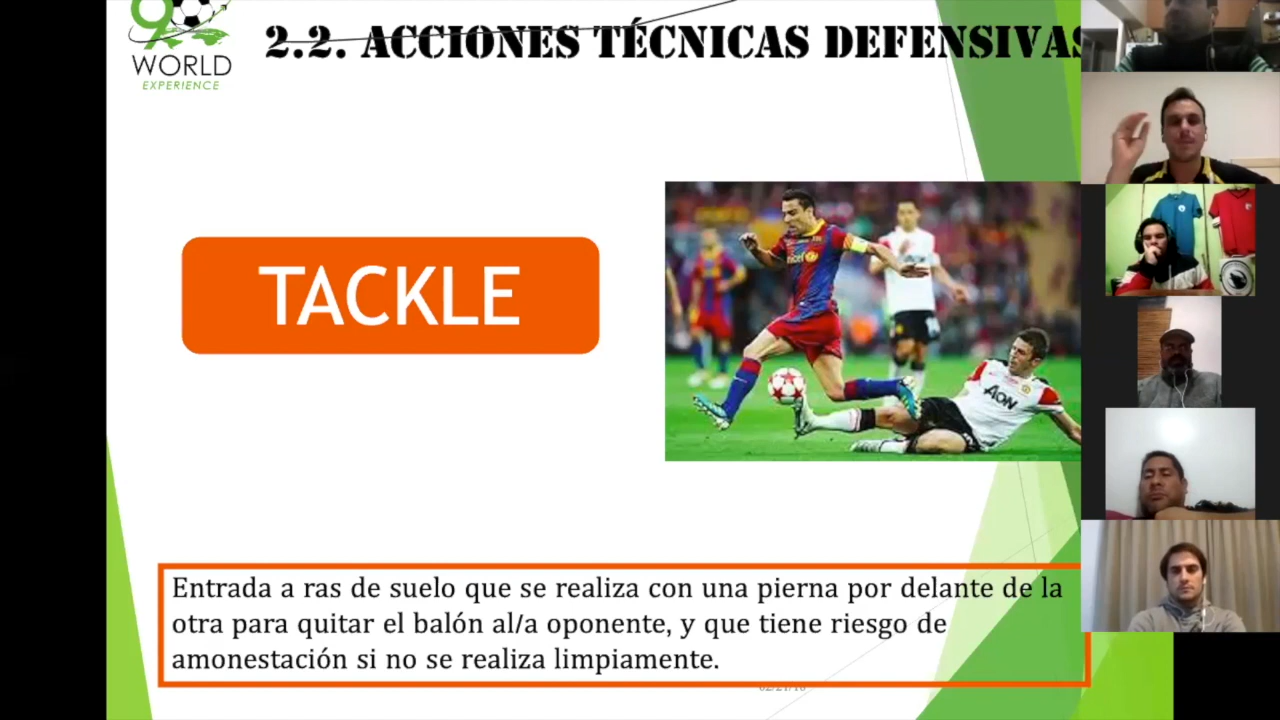 90
WORLD
EXPERIENCE
2.2. ACCIONES TÉCNICAS DEFENSIVAS
TACKLE
unicef
AON
Entrada a ras de suelo que se realiza con una pierna por delante de la
otra para quitar el balón al/a oponente, y que tiene riesgo de
amonestación si no se realiza limpiamente.